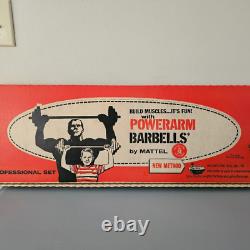 BUILD MUSCLES...IT'S FUN!
with
POWERARM
BARBELLS
by MATTEL
NEW METHOD
OFESSIONAL SET